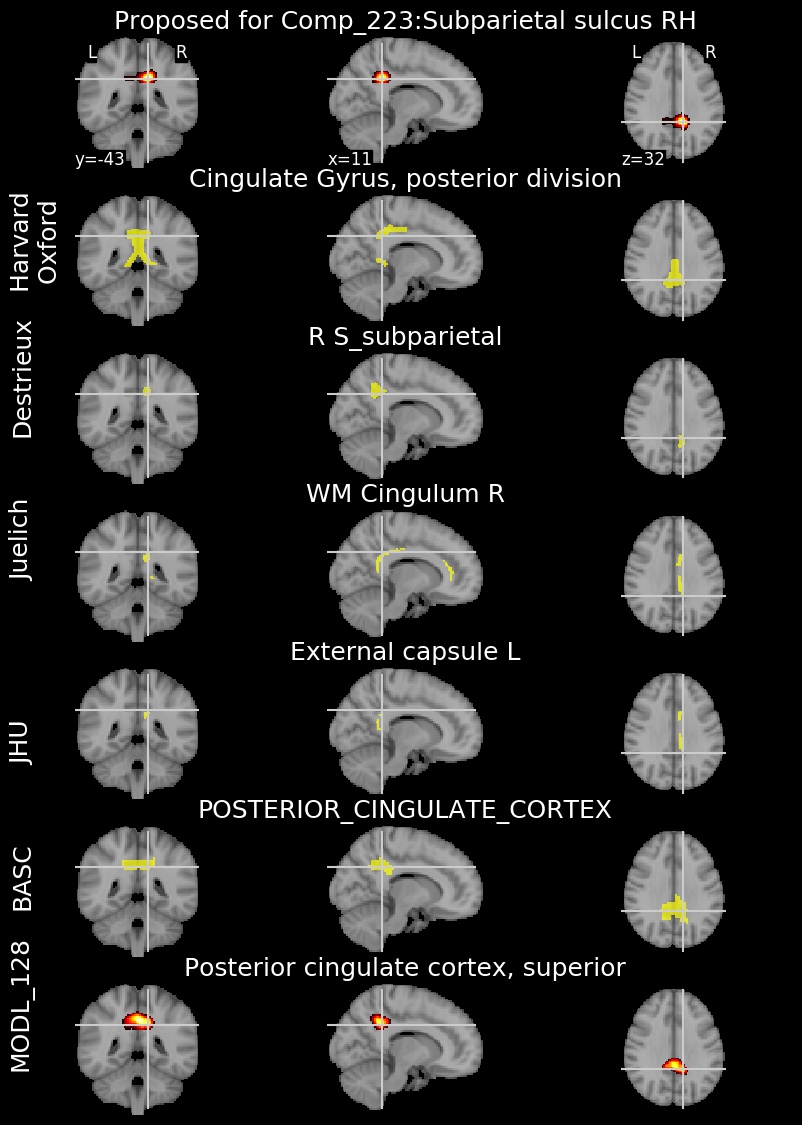 Proposed for Comp_223:Subparietal sulcus RH
L R L R
y=-43 x=11 z=32
Cingulate Gyrus, posterior division
Harvard
Oxford
R S_subparietal
Destrieux
WM Cingulum R
Juelich
External capsule L
JHU
POSTERIOR_CINGULATE_CORTEX
BASC
Posterior cingulate cortex, superior
MODL_128